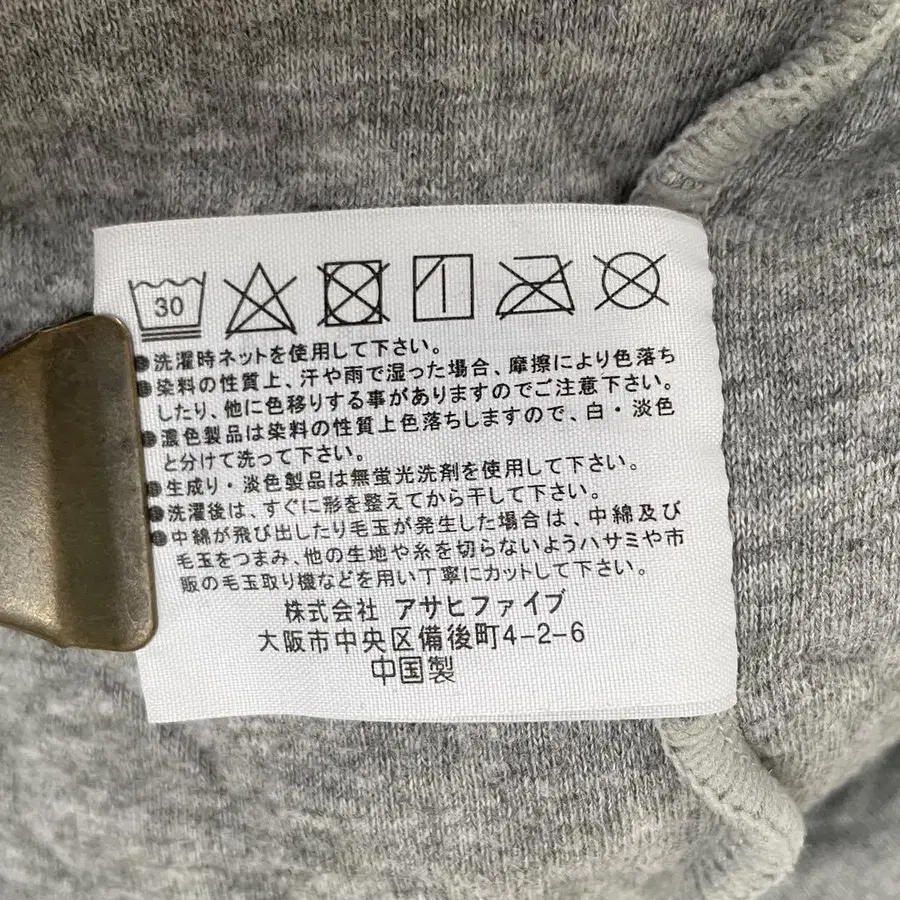 30
●洗濯時ネットを使用して下さい。
●染料の性質上、汗や雨で湿った場合、摩擦により色落ち
したり、他に色移りする事がありますのでご注意下さい。
●濃色製品は染料の性質上色落ちしますので、白・淡色
と分けて洗って下さい。
●生成り・淡色製品は無蛍光洗剤を使用して下さい。
●洗濯後は、すぐに形を整えてから干して下さい。
●中綿が飛び出したり毛玉が発生した場合は、中綿及び
毛玉をつまみ、他の生地や糸を切らないようハサミや市
販の毛玉取り機などを用い丁寧にカットして下さい。
株式会社 アサヒファイブ
大阪市中央区備後町4-2-6
中国製